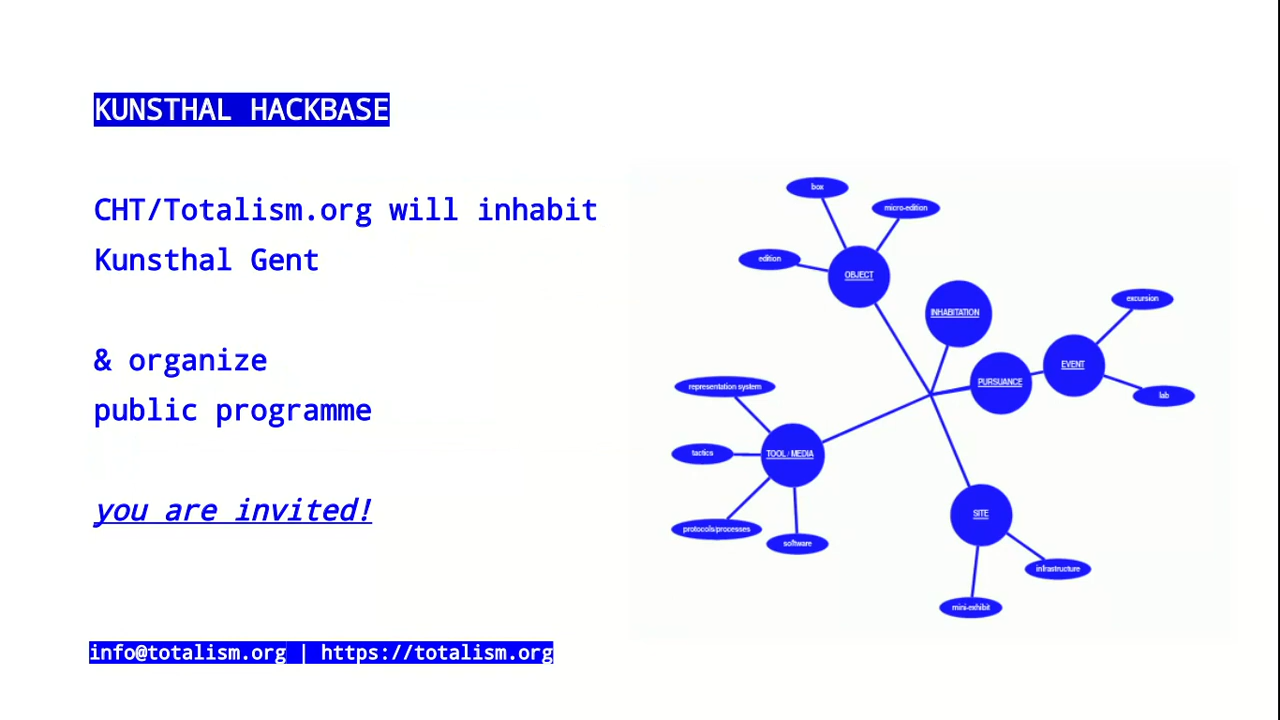 KUNSTHAL HACKBASE
CHT/Totalism.org will inhabit
Kunsthal Gent
& organize
public programme
you are invited!
info@totalism.org | https://totalism.org
box
micro-edition
edition
OBJECT
INHABITATION
excursion
EVENT
PURSUANCE
lab
representation system
tactics
TOOL / MEDIA
protocols/processes
software
SITE
infrastructure
mini-exhibit